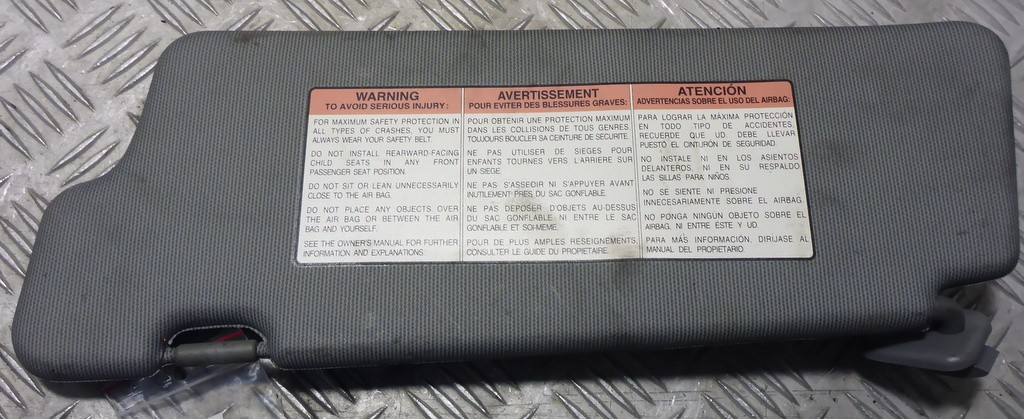 WARNING
TO AVOID SERIOUS INJURY:
FOR MAXIMUM SAFETY PROTECTION IN
ALL TYPES OF CRASHES, YOU MUST
ALWAYS WEAR YOUR SAFETY BELT.
DO NOT INSTALL REARWARD-FACING
CHILD SEATS IN ANY FRONT
PASSENGER SEAT POSITION.
DO NOT SIT OR LEAN UNNECESSARILY
CLOSE TO THE AIR BAG.
DO NOT PLACE ANY OBJECTS OVER
THE AIR BAG OR BETWEEN THE AIR
BAG AND YOURSELF.
SEE THE OWNER'S MANUAL FOR FURTHER
INFORMATION AND EXPLANATIONS.
AVERTISSEMENT
POUR EVITER DES BLESSURES GRAVES:
POUR OBTENIR UNE PROTECTION MAXIMUM
DANS LES COLLISIONS DE TOUS GENRES.
TOUJOURS BOUCLER SA CEINTURE DE SECURITE.
NE PAS UTILISER DE SIEGES POUR
ENFANTS TOURNES VERS L'ARRIERE SUR
UN SIEGE
NE PAS S'ASSEOIR NI S'APPUYER AVANT
INUTILEMENT PRES DU SAC GONFLABLE.
NE PAS DEPOSER D'OBJETS AU-DESSUS
DU SAC GONFLABLE NI ENTRE LE SAC
GONFLABLE ET SOI-MEME.
POUR DE PLUS AMPLES RESEIGNEMENTS,
CONSULTER LE GUIDE DU PROPIETAIRE.
ATENCIÓN
ADVERTENCIAS SOBRE EL USO DEL AIRBAG:
PARA LOGRAR LA MÁXIMA PROTECCIÓN
EN TODO TIPO DE ACCIDENTES,
RECUERDE QUE UD. DEBE LLEVAR
PUESTO EL CINTURÓN DE SEGURIDAD.
NO INSTALE NI EN LOS ASIENTOS
DELANTEROS, NI EN SU RESPALDO
LAS SILLAS PARA NIÑOS.
NO SE SIENTE NI PRESIONE
INNECESARIAMENTE SOBRE EL AIRBAG.
NO PONGA NINGÚN OBJETO SOBRE EL
AIRBAG, NI ENTRE ESTE Y UD.
PARA MÁS INFORMACIÓN, DIRIJASE AL
MANUAL DEL PROPIETARIO.